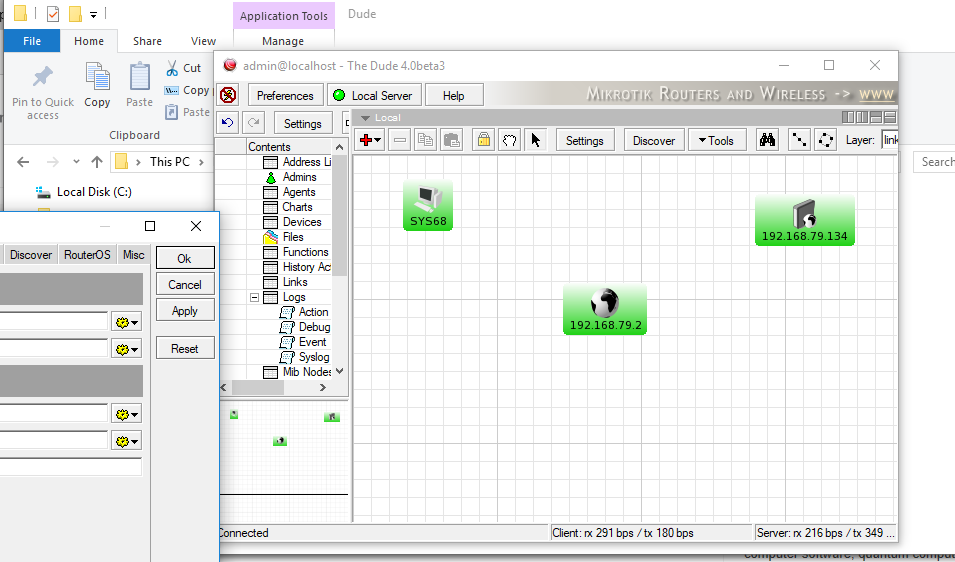 Application Tools
Dude
File
Home
Share
View
Manage
Pin to Quick
access
Copy
Paste
Cut
Copy
Paste
Clipboard
This PC
Search
Local Disk (C:)
Discover
RouterOS
Misc
Ok
Cancel
Apply
Reset
admin@localhost - The Dude 4.0beta3
Preferences
Local Server
Help
MIKROTIK ROUTERS AND WIRELESS -> WWW
Settings
Local
Settings
Discover
Tools
Layer:
link
Contents
Address Li
Admins
Agents
Charts
Devices
Files
Functions
History Act
Links
Logs
Action
Debug
Event
Syslog
Mib Nodes
SYS68
192.168.79.134
192.168.79.2
Connected
Client: rx 291 bps / tx 180 bps
Server: rx 216 bps / tx 349 ...
computer software, quantum comput